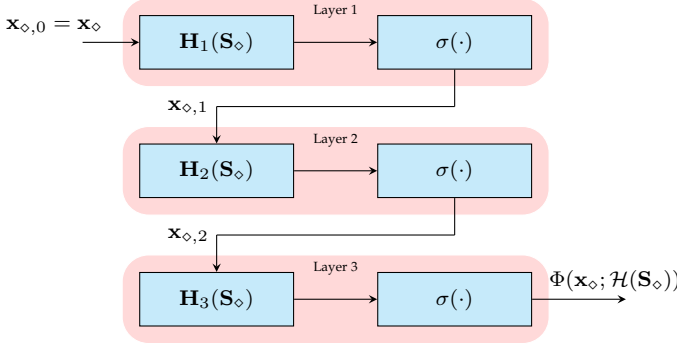 Layer 1
𝐱⋄,0 = 𝐱⋄
𝐇1(𝐒⋄)
σ(·)
𝐱⋄,1
Layer 2
𝐇2(𝐒⋄)
σ(·)
𝐱⋄,2
Layer 3
𝐇3(𝐒⋄)
σ(·)
Φ(𝐱⋄; ℋ(𝐒⋄))